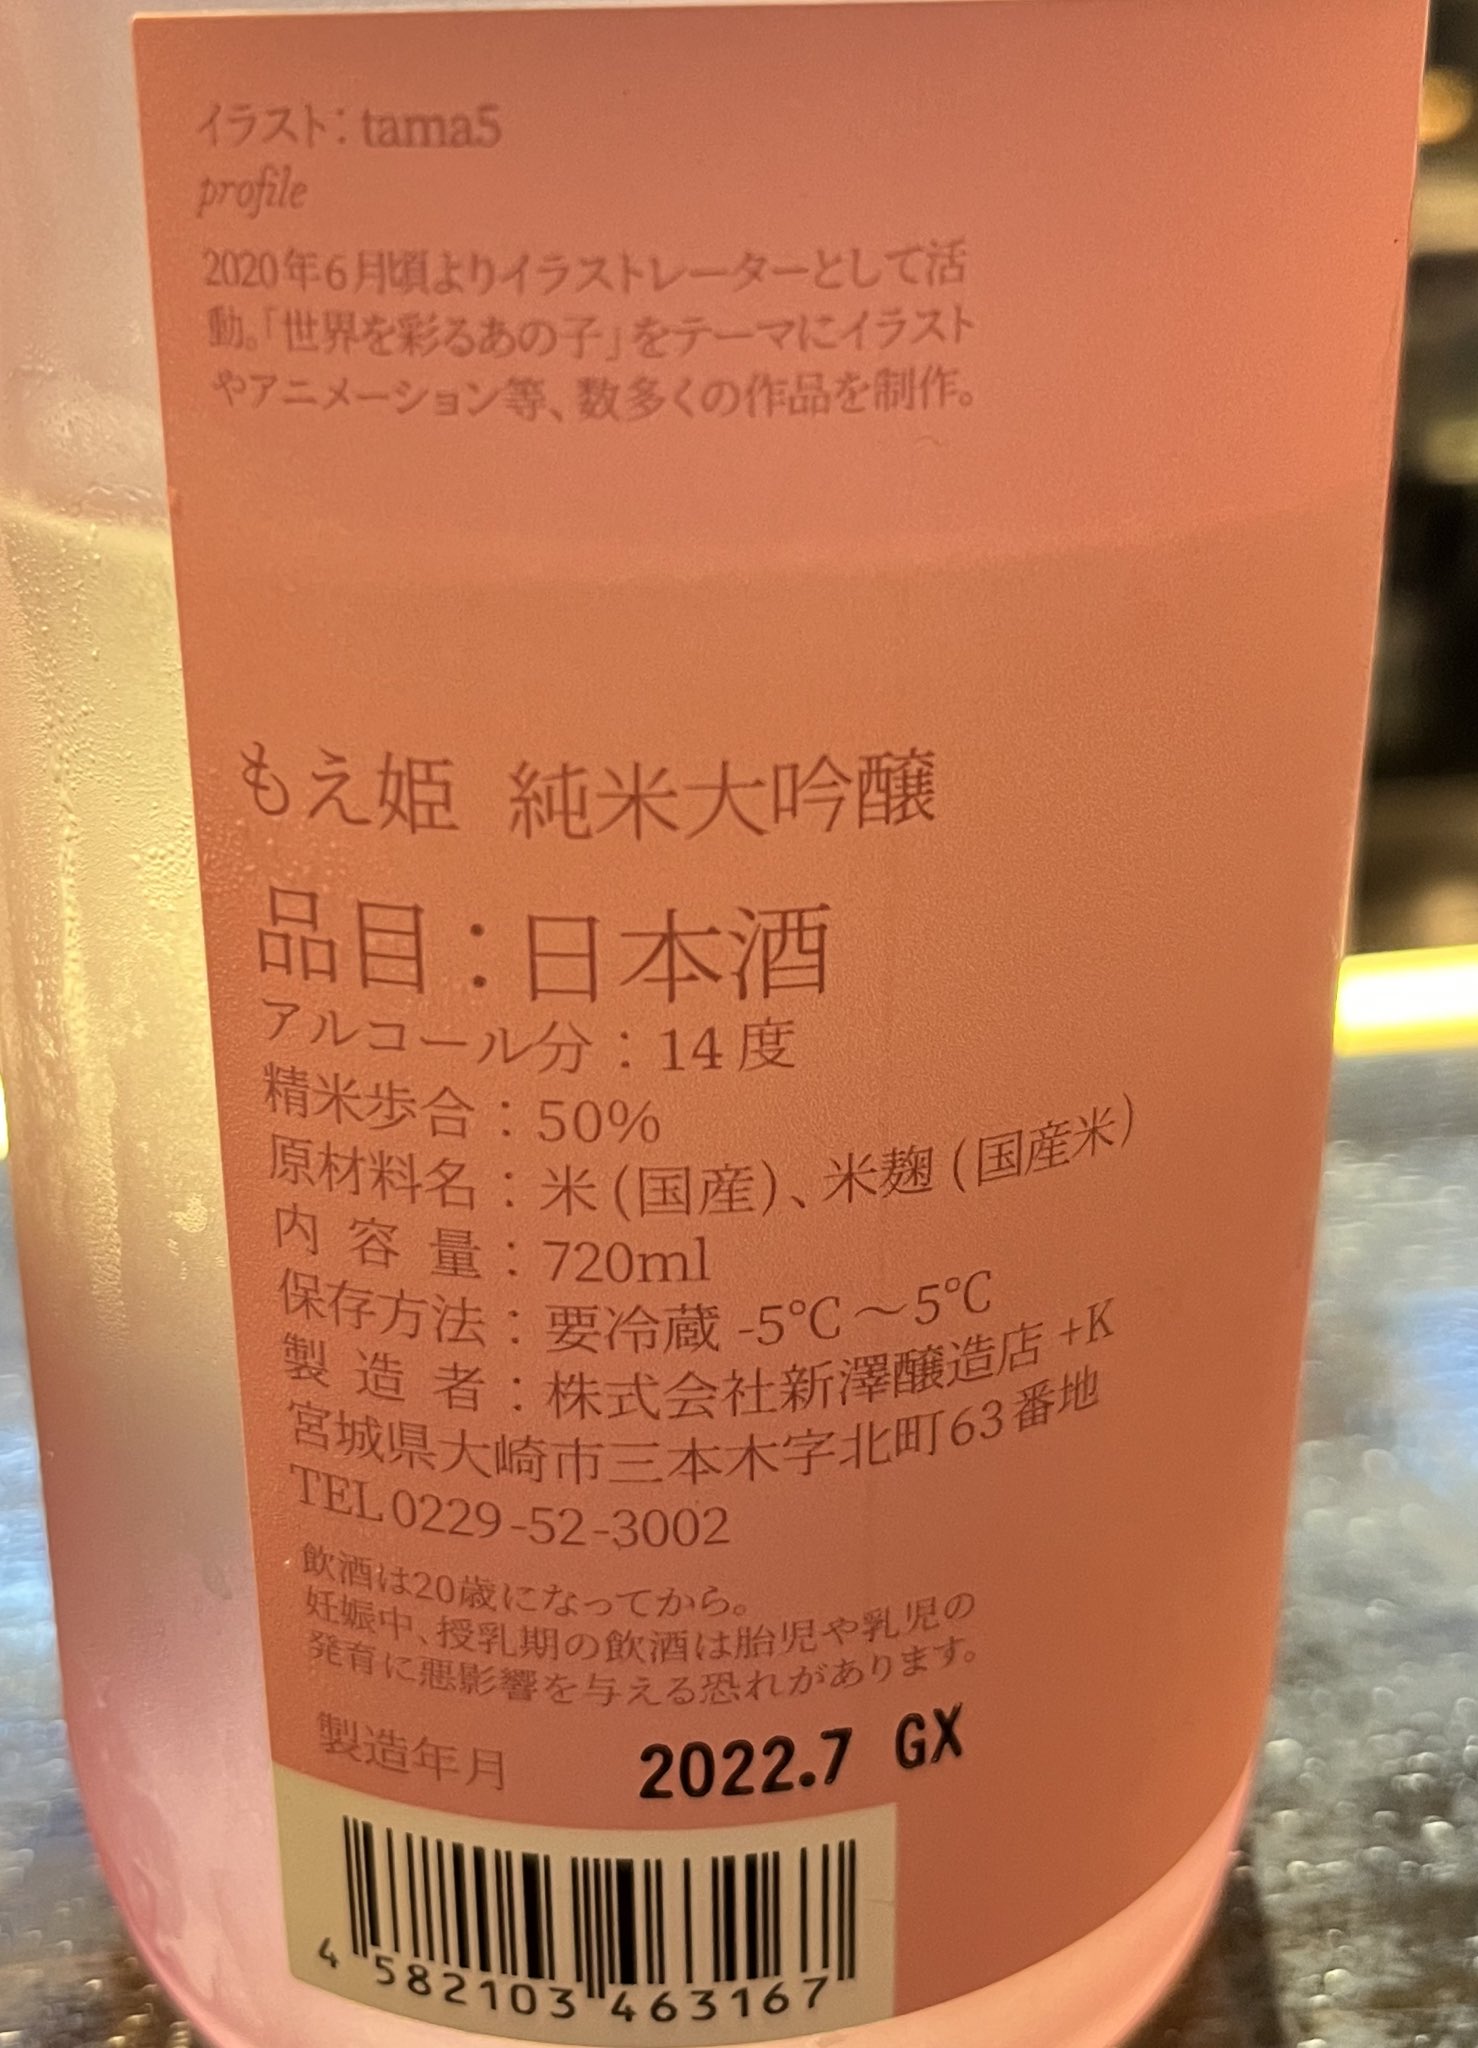 イラスト：tama5
profile
2020年6月頃よりイラストレーターとして活
動。「世界を彩るあの子」をテーマにイラスト
やアニメーション等、数多くの作品を制作。
もえ姫 純米大吟醸
品目：日本酒
アルコール分：14度
精米歩合：50%
原材料名：米(国産)、米麹(国産米)
内容量：720ml
保存方法：要冷蔵 -5℃～5℃
製造者：株式会社新澤醸造店 +K
宮城県大崎市三本木字北町63番地
TEL 0229-52-3002
飲酒は20歳になってから。
妊娠中、授乳期の飲酒は胎児や乳児の
発育に悪影響を与える恐れがあります。
製造年月 2022.7 GX
4 582103 463167